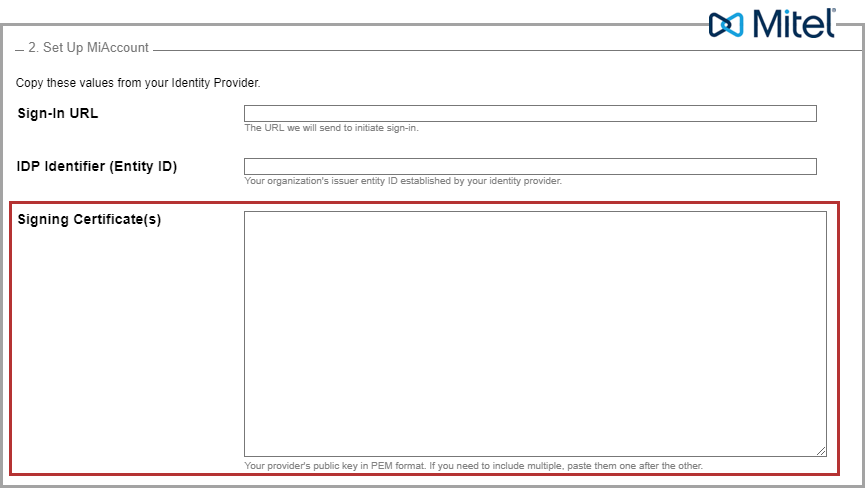 Mitel
2. Set Up MiAccount
Copy these values from your Identity Provider.
Sign-In URL
The URL we will send to initiate sign-in.
IDP Identifier (Entity ID)
Your organization's issuer entity ID established by your identity provider.
Signing Certificate(s)
Your provider's public key in PEM format. If you need to include multiple, paste them one after the other.